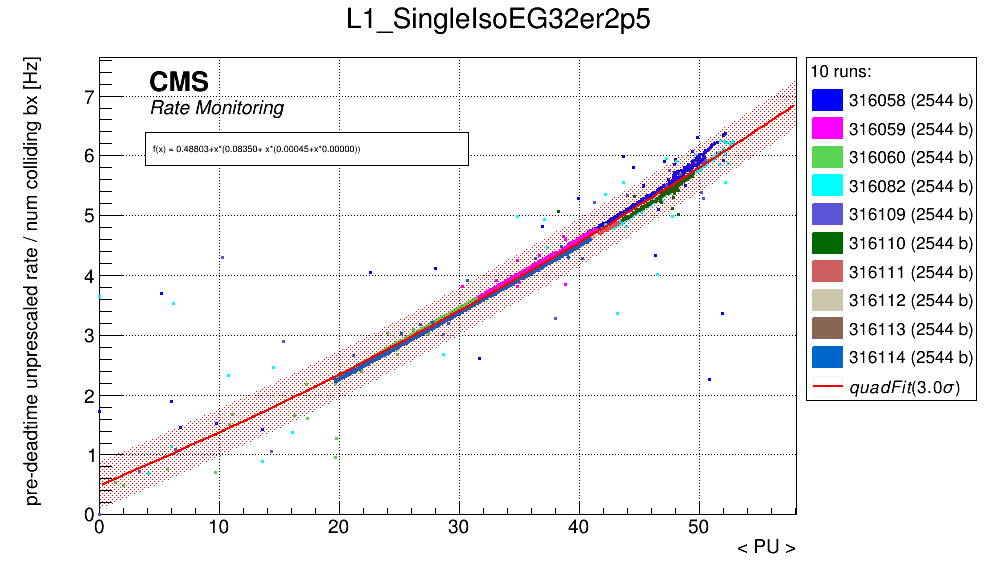 L1_SingleIsoEG32er2p5
pre-deadtime unprescaled rate / num colliding bx [Hz]
CMS
Rate Monitoring
f(x) = 0.48803+x*(0.08350+ x*(0.00045+x*0.00000))
7
6
5
4
3
2
1
0
0 10 20 30 40 50
< PU >
10 runs:
316058 (2544 b)
316059 (2544 b)
316060 (2544 b)
316082 (2544 b)
316109 (2544 b)
316110 (2544 b)
316111 (2544 b)
316112 (2544 b)
316113 (2544 b)
316114 (2544 b)
quadFit(3.0σ)